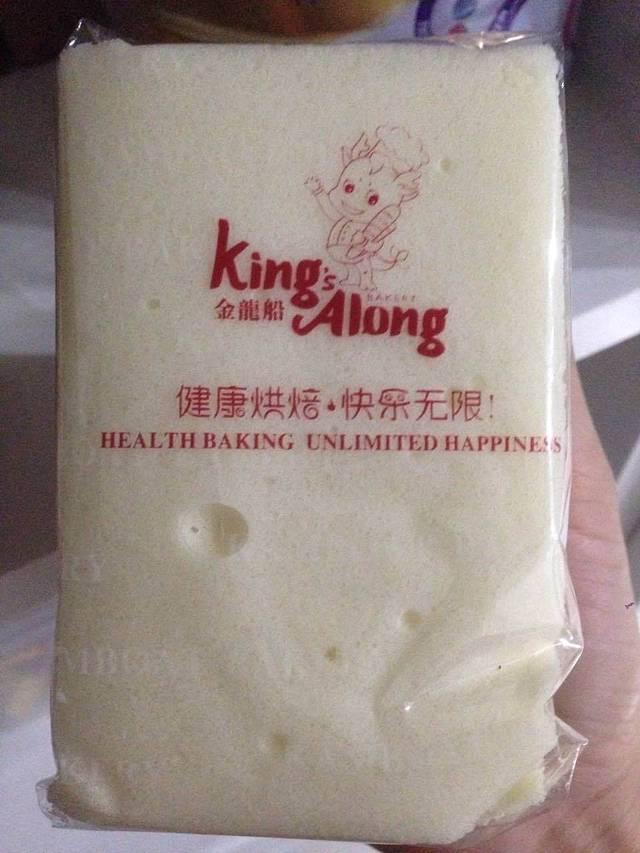 King's
BAKERY
金龍船 Along
健康烘焙·快乐无限!
HEALTH BAKING UNLIMITED HAPPINESS